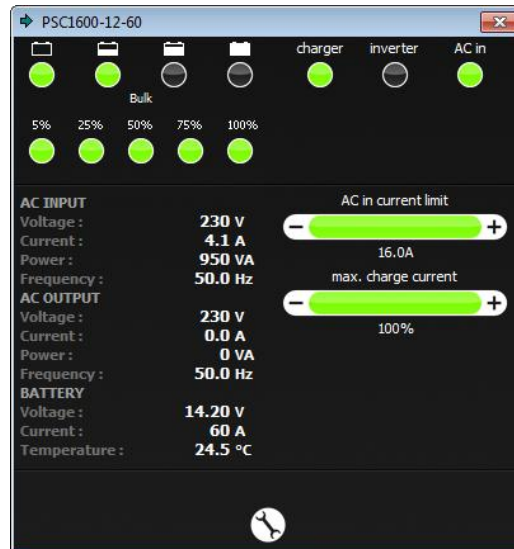 PSC1600-12-60
charger inverter AC in
Bulk
5% 25% 50% 75% 100%
AC INPUT
Voltage : 230 V
Current : 4.1 A
Power : 950 VA
Frequency : 50.0 Hz
AC OUTPUT
Voltage : 230 V
Current : 0.0 A
Power : 0 VA
Frequency : 50.0 Hz
BATTERY
Voltage : 14.20 V
Current : 60 A
Temperature : 24.5 °C
AC in current limit
- +
16.0A
max. charge current
- +
100%